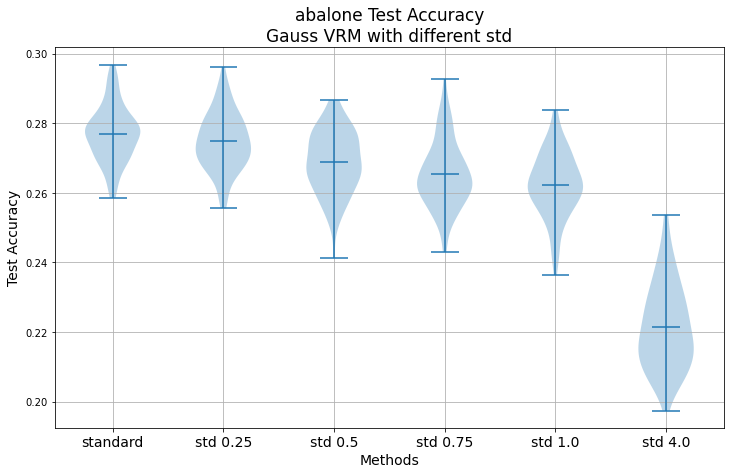 abalone Test Accuracy
Gauss VRM with different std
Test Accuracy
0.30
0.28
0.26
0.24
0.22
0.20
standard std 0.25 std 0.5 std 0.75 std 1.0 std 4.0
Methods